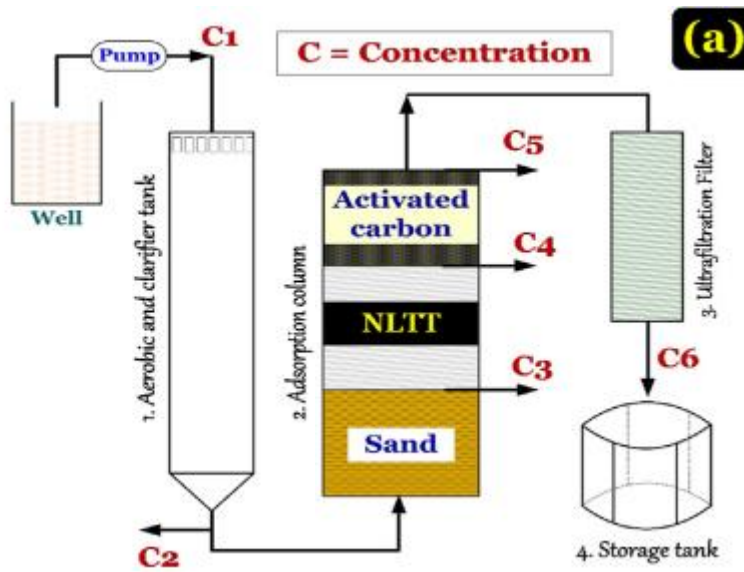 (a)
C1
Pump
C = Concentration
Well
1. Aerobic and clarifier tank
2. Adsorption column
C5
Activated
carbon
C4
NLTT
C3
Sand
C2
3- Ultrafiltration Filter
C6
4. Storage tank